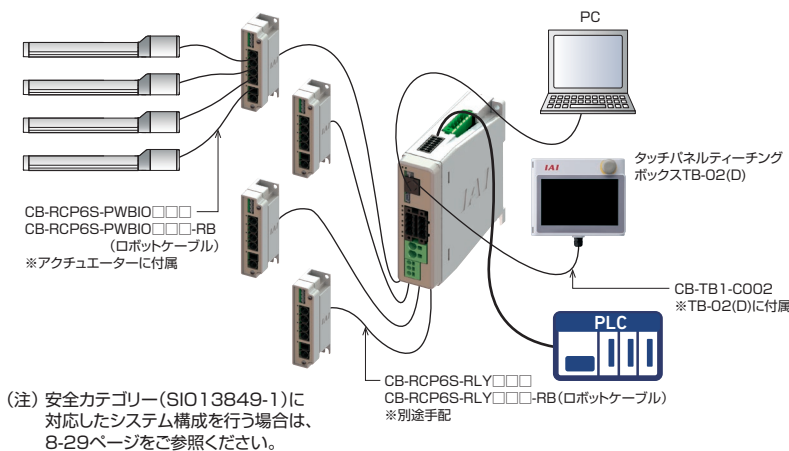 PC
IAI
タッチパネルティーチング
ボックスTB-02(D)
CB-RCP6S-PWBIO□□□
CB-RCP6S-PWBIO□□□-RB
(ロボットケーブル)
※アクチュエーターに付属
IAI
CB-TB1-C002
※TB-02(D)に付属
PLC
CB-RCP6S-RLY□□□
CB-RCP6S-RLY□□□-RB(ロボットケーブル)
※別途手配
(注) 安全カテゴリー(SIO13849-1)に
対応したシステム構成を行う場合は、
8-29ページをご参照ください。